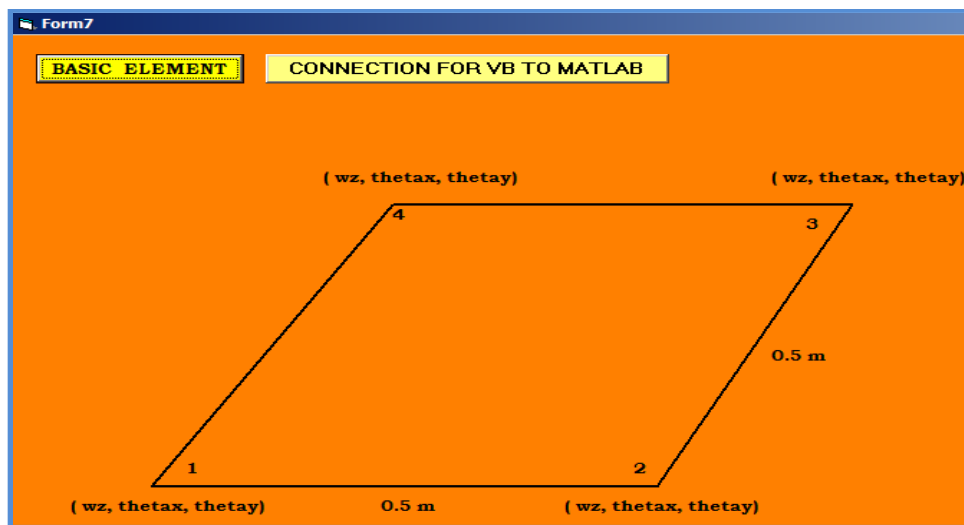 Form7
BASIC ELEMENT CONNECTION FOR VB TO MATLAB
( wz, thetax, thetay) ( wz, thetax, thetay)
4 3
0.5 m
1 2
( wz, thetax, thetay) 0.5 m ( wz, thetax, thetay)